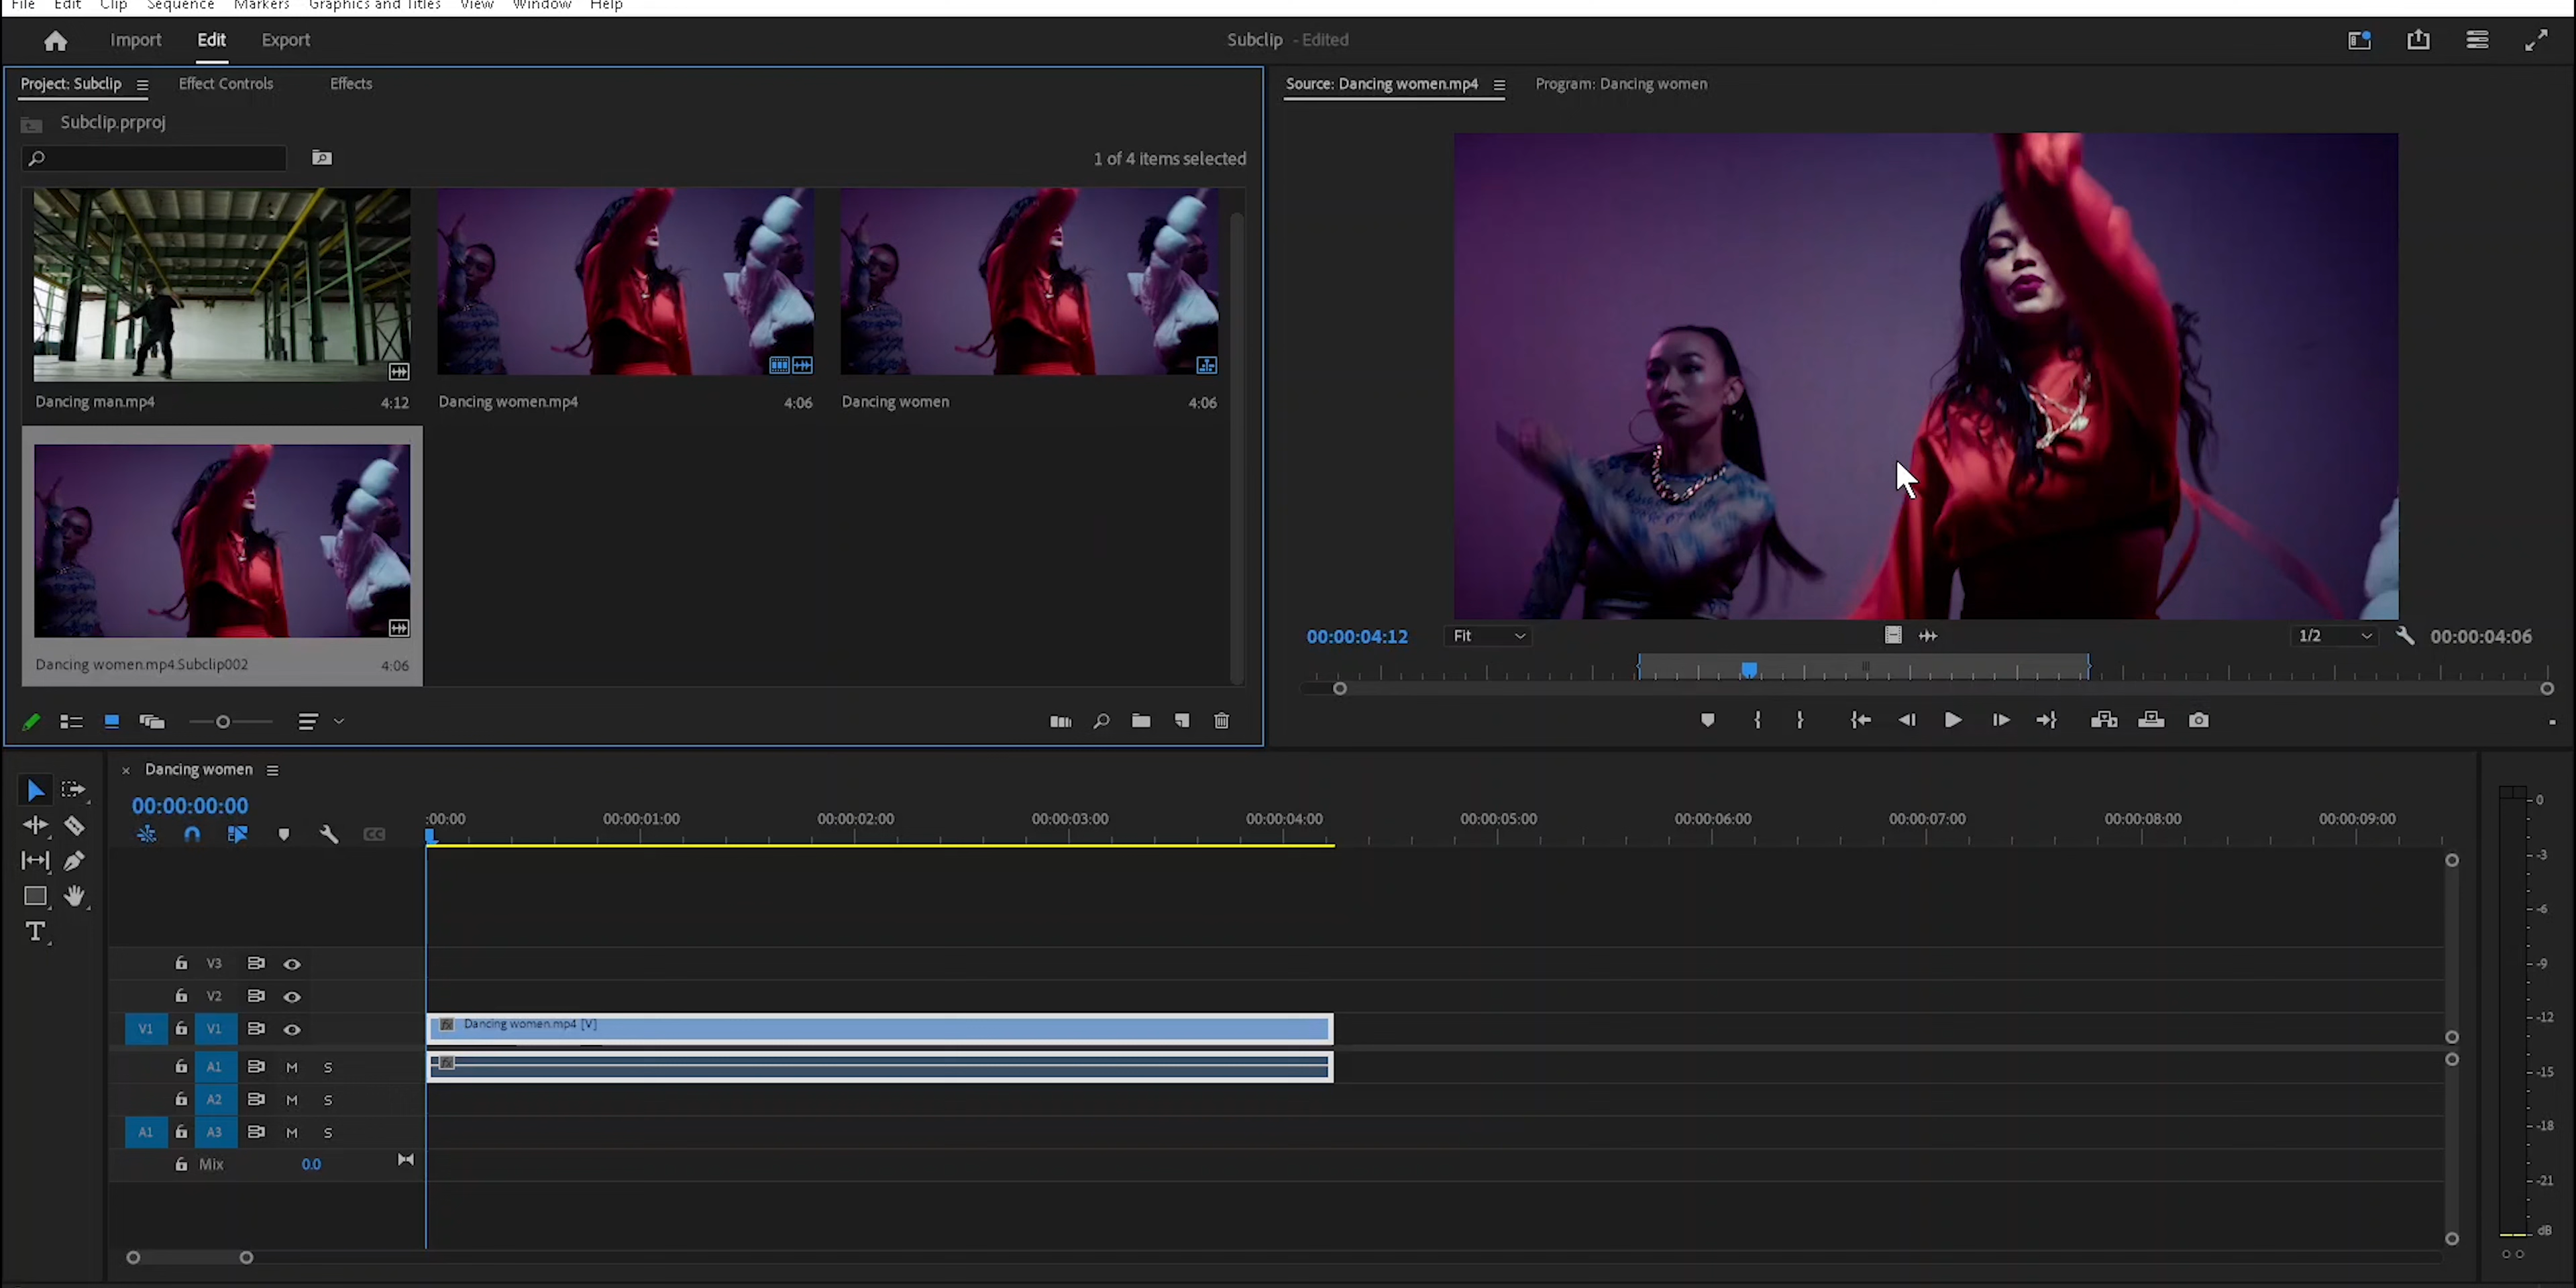 File Edit Clip Sequence Markers Graphics and Titles View Window Help
Import Edit Export Subclip - Edited
Project: Subclip Effect Controls Effects
Subclip.prproj
1 of 4 items selected
Dancing man.mp4 4:12
Dancing women.mp4 4:06
Dancing women 4:06
Dancing women.mp4.Subclip002 4:06
Source: Dancing women.mp4 Program: Dancing women
00:00:04:12 Fit 1/2 00:00:04:06
Dancing women
00:00:00:00
:00:00 00:00:01:00 00:00:02:00 00:00:03:00 00:00:04:00 00:00:05:00 00:00:06:00 00:00:07:00 00:00:08:00 00:00:09:00
CC
T
V3
V2
V1 V1
fx Dancing women.mp4 [V]
A1 M S
fx
A2 M S
A1 A3 M S
Mix 0.0
0
-3
-6
-9
-12
-15
-18
-21
dB